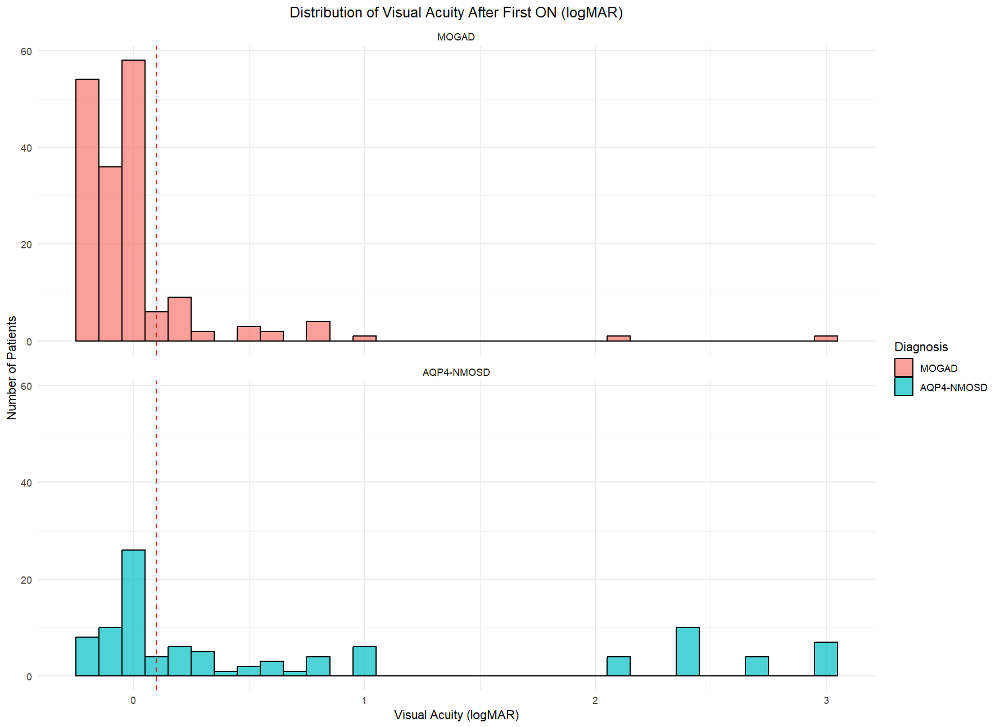 Distribution of Visual Acuity After First ON (logMAR)
MOGAD
60
40
20
0
AQP4-NMOSD
60
40
20
0
0 1 2 3
Visual Acuity (logMAR)
Number of Patients
Diagnosis
MOGAD
AQP4-NMOSD